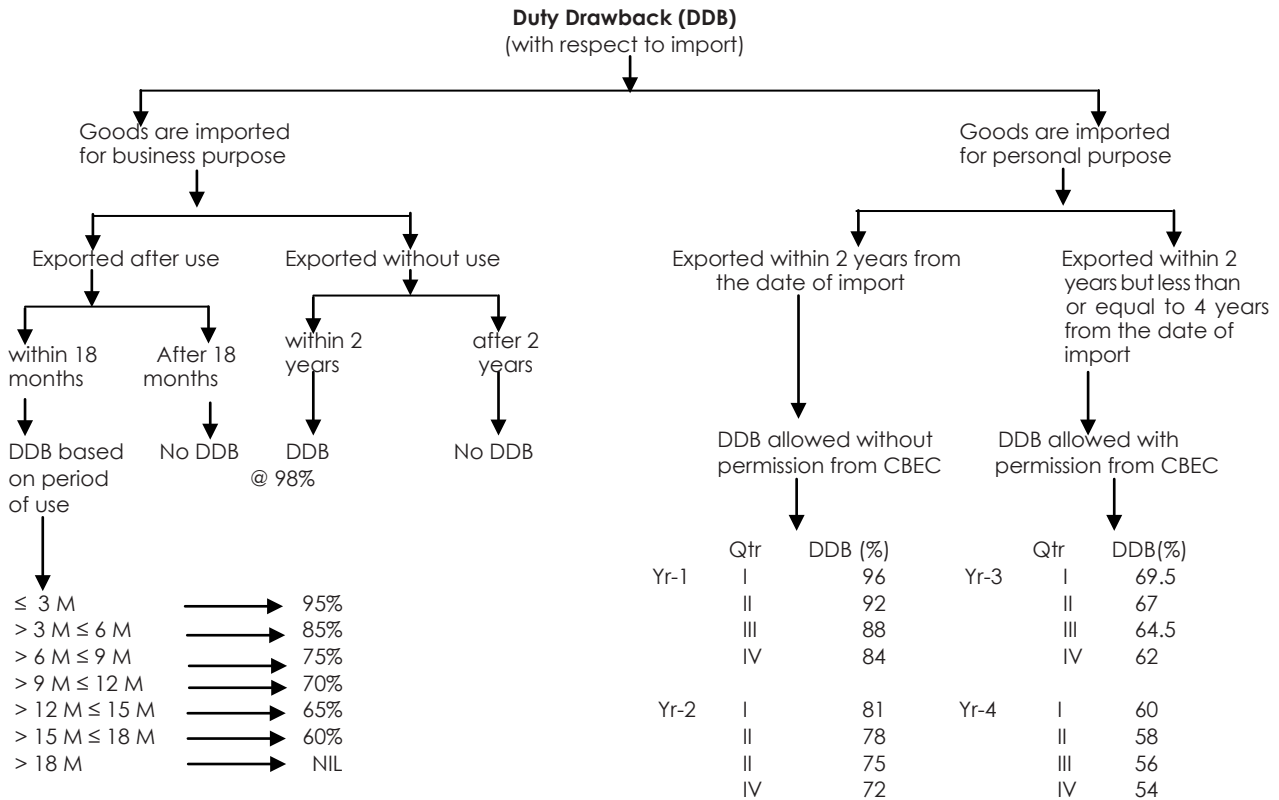 Duty Drawback (DDB)
(with respect to import)
Goods are imported
for business purpose
Goods are imported
for personal purpose
Exported after use
Exported without use
Exported within 2 years from
the date of import
Exported within 2
years but less than
or equal to 4 years
from the date of
import
within 18
months
After 18
months
within 2
years
after 2
years
DDB based
on period
of use
No DDB
DDB
@ 98%
No DDB
DDB allowed without
permission from CBEC
DDB allowed with
permission from CBEC
≤ 3 M 95%
> 3 M ≤ 6 M 85%
> 6 M ≤ 9 M 75%
> 9 M ≤ 12 M 70%
> 12 M ≤ 15 M 65%
> 15 M ≤ 18 M 60%
> 18 M NIL
Qtr DDB (%)
Yr-1 I 96
II 92
III 88
IV 84
Yr-2 I 81
II 78
II 75
IV 72
Qtr DDB(%)
Yr-3 I 69.5
II 67
III 64.5
IV 62
Yr-4 I 60
II 58
III 56
IV 54